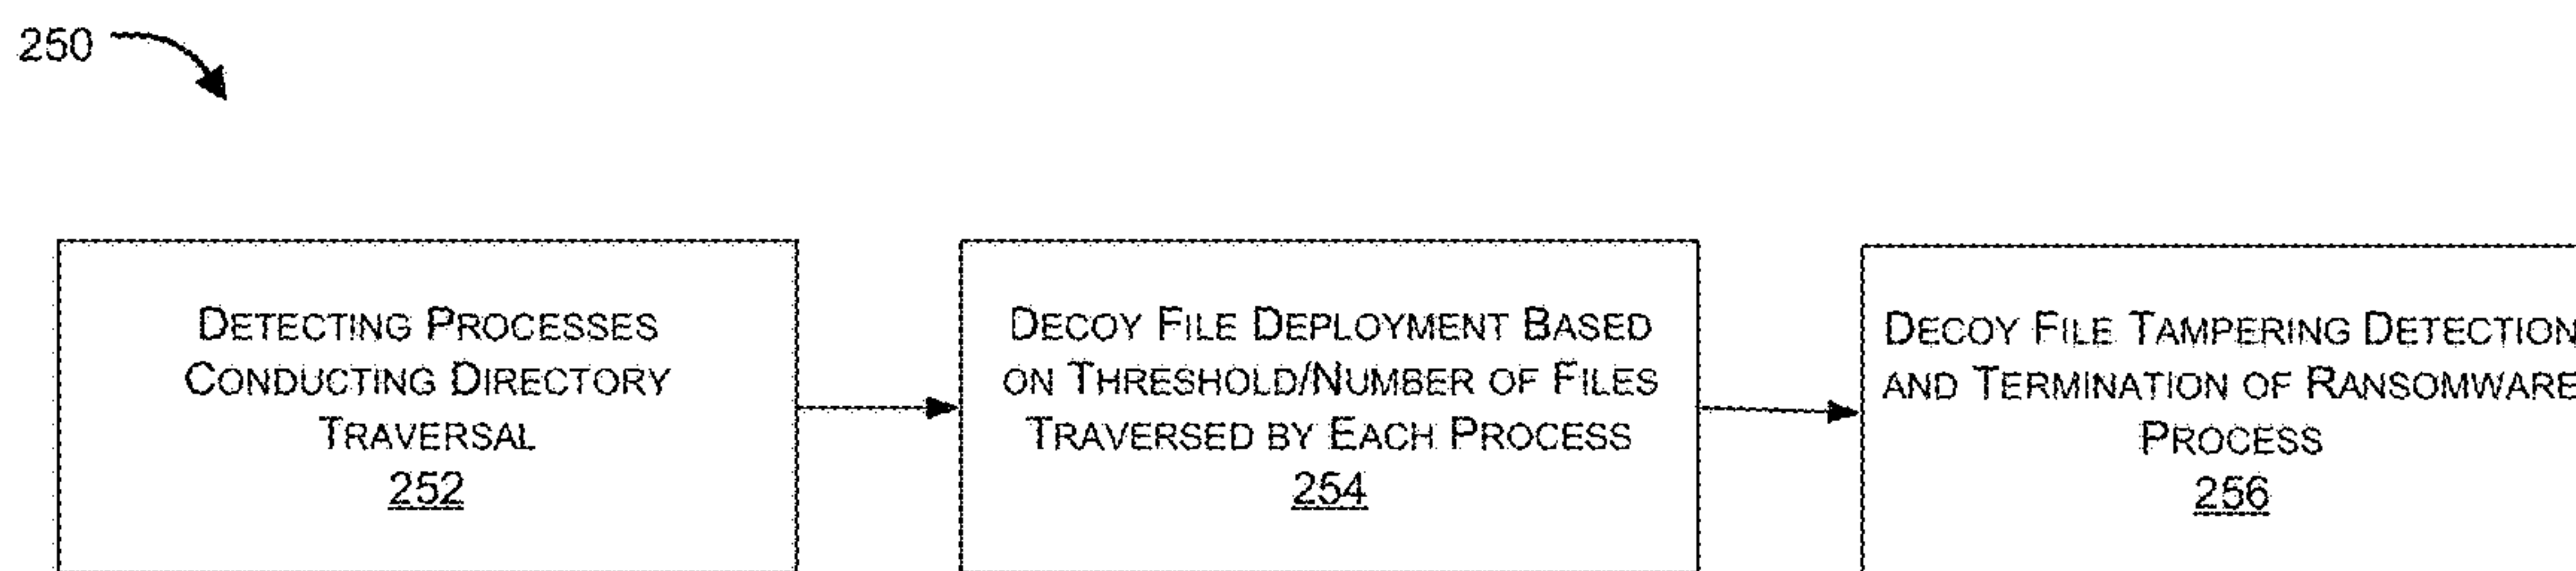 250
DETECTING PROCESSES
CONDUCTING DIRECTORY
TRAVERSAL
252
DECOY FILE DEPLOYMENT BASED
ON THRESHOLD/NUMBER OF FILES
TRAVERSED BY EACH PROCESS
254
DECOY FILE TAMPERING DETECTION
AND TERMINATION OF RANSOMWARE
PROCESS
256